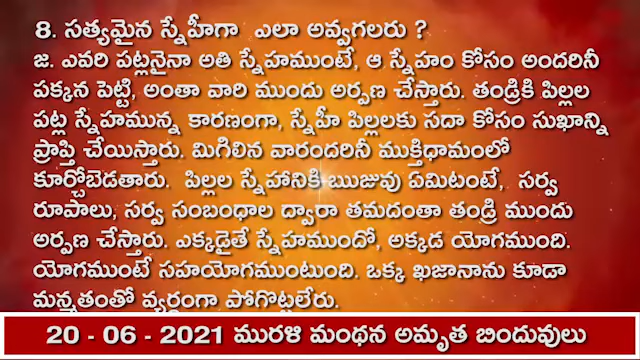 8. సత్యమైన స్నేహీగా ఎలా అవ్వగలరు ?
జ. ఎవరి పట్లనైనా అతి స్నేహముంటే, ఆ స్నేహం కోసం అందరినీ
పక్కన పెట్టి, అంతా వారి ముందు అర్పణ చేస్తారు. తండ్రికి పిల్లల
పట్ల స్నేహమున్న కారణంగా, స్నేహీ పిల్లలకు సదా కోసం సుఖాన్ని
ప్రాప్తి చేయిస్తారు. మిగిలిన వారందరినీ ముక్తిధామంలో
కూర్చోబెడతారు. పిల్లల స్నేహానికి ఋజువు ఏమిటంటే, సర్వ
రూపాలు, సర్వ సంబంధాల ద్వారా తమదంతా తండ్రి ముందు
అర్పణ చేస్తారు. ఎక్కడైతే స్నేహముందో, అక్కడ యోగముంది.
యోగముంటే సహయోగముంటుంది. ఒక్క ఖజానాను కూడా
మన్మతంతో వ్యర్థంగా పోగొట్టలేరు.
20 - 06 - 2021 మురళి మంథన అమృత బిందువులు